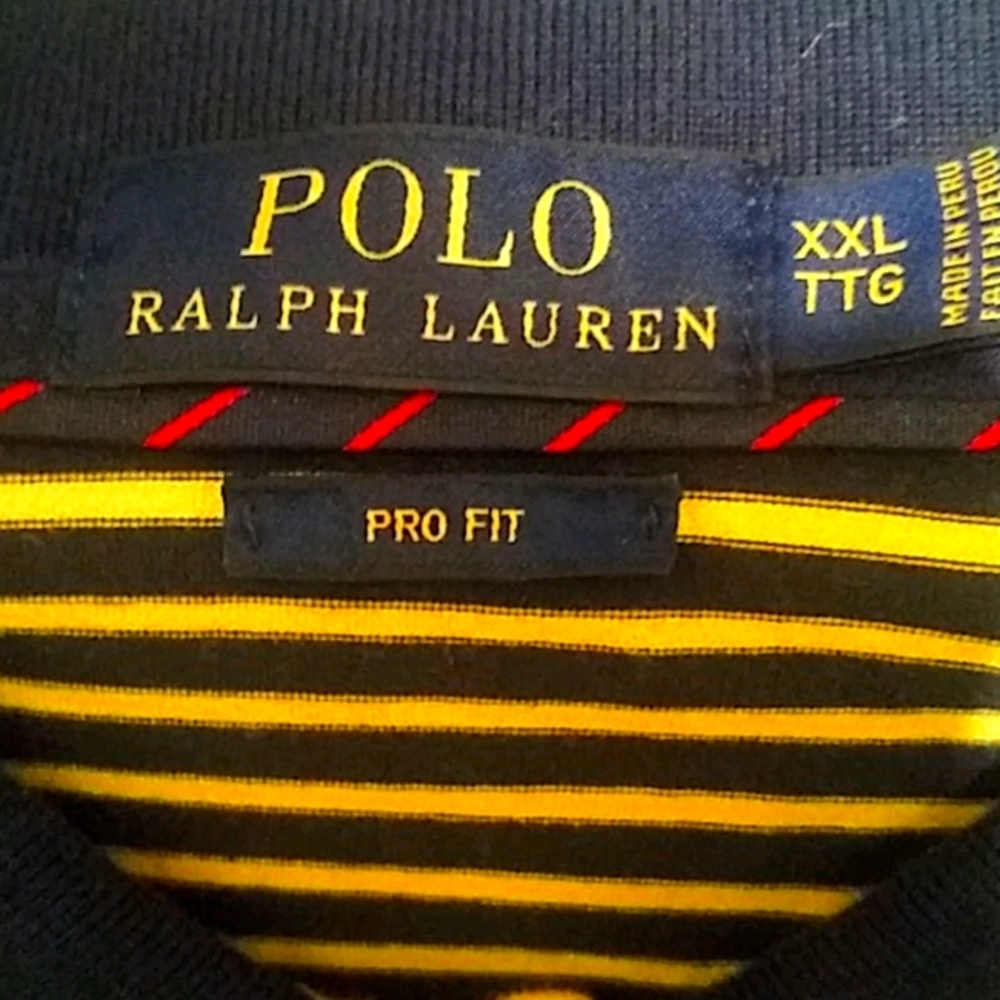 POLO
RALPH LAUREN
XXL
TTG
MADE IN PERU
FAIT EN PEROU
PRO FIT